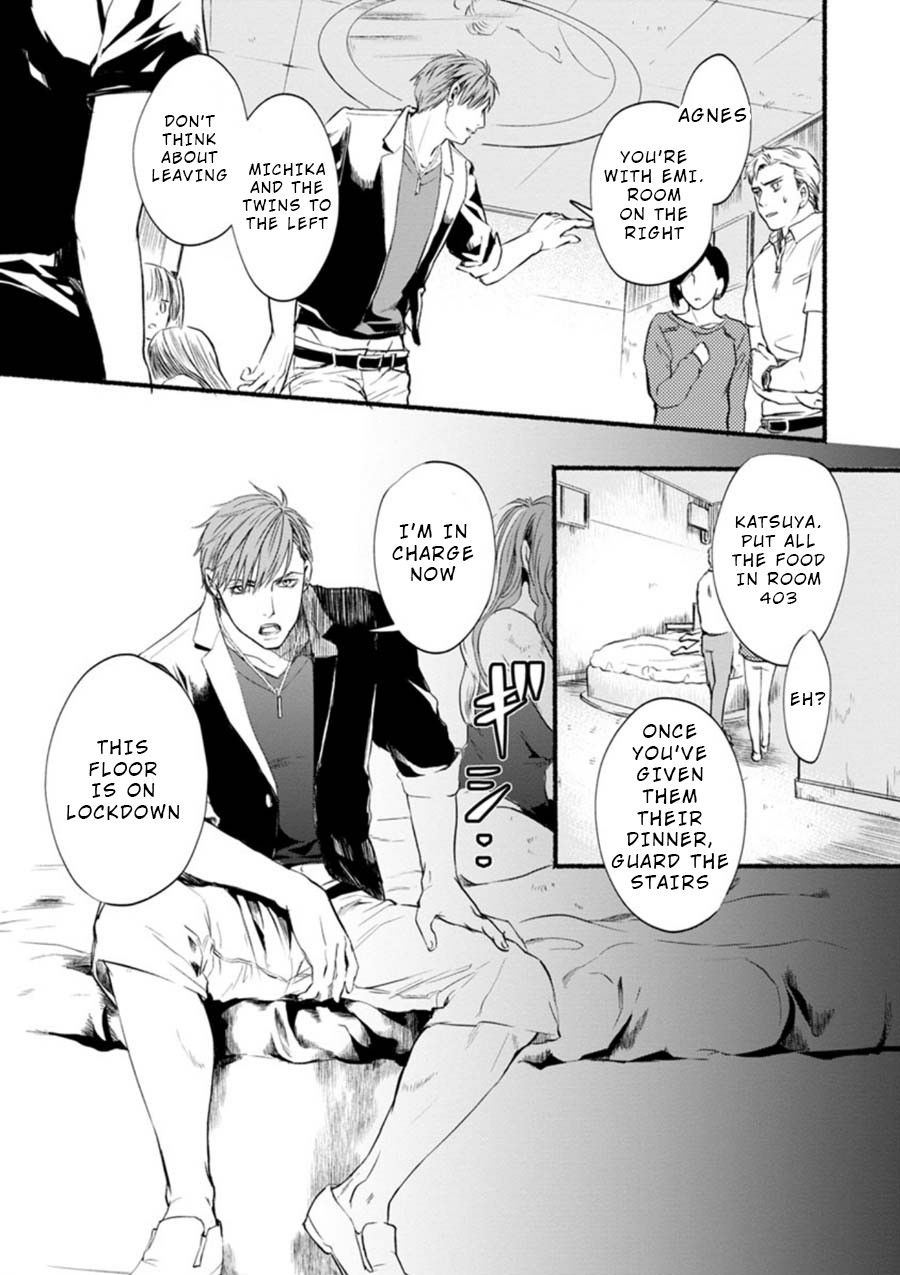 AGNES
YOU'RE
WITH EMI.
ROOM
ON THE
RIGHT
MICHIKA
AND THE
TWINS TO
THE LEFT
DON'T
THINK
ABOUT
LEAVING
KATSUYA.
PUT ALL
THE FOOD
IN ROOM
403
EH?
ONCE
YOU'VE
GIVEN
THEM
THEIR
DINNER,
GUARD THE
STAIRS
I'M IN
CHARGE
NOW
ギシ...
THIS
FLOOR
IS ON
LOCKDOWN